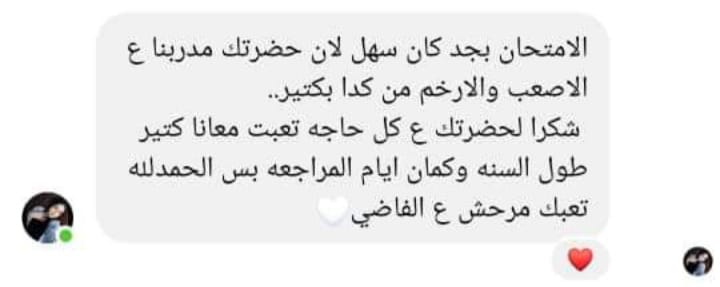 الامتحان بجد كان سهل لان حضرتك مدربنا ع
الاصعب والارخم من كدا بكتير..
شكرا لحضرتك ع كل حاجه تعبت معانا كتير
طول السنه وكمان ايام المراجعه بس الحمدلله
تعبك مرحش ع الفاضي🤍
❤️